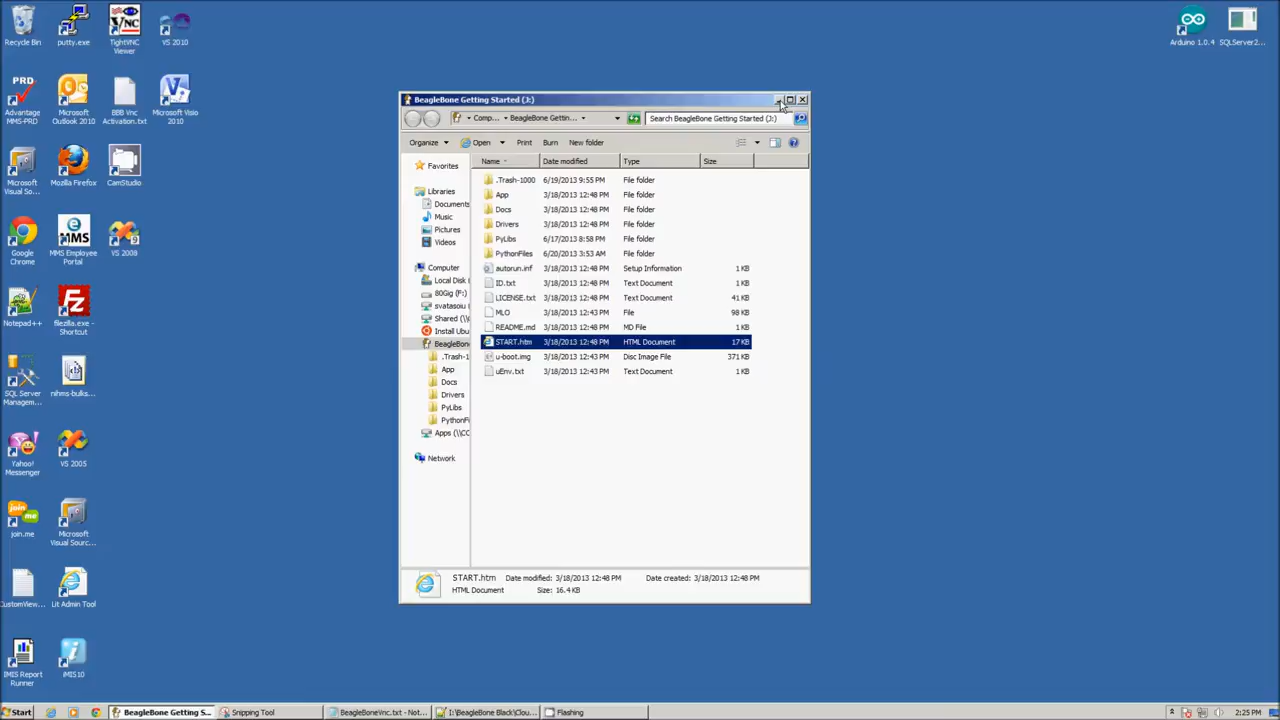 Recycle Bin
putty.exe
TightVNC
Viewer
VS 2010
Arduino 1.0.4
SQLServer2...
PRD
Advantage
MMS-PRD
Microsoft
Outlook 2010
BBB Vnc
Activation.txt
Microsoft Visio
2010
Microsoft
Visual So...
Mozilla Firefox
CamStudio
Google
Chrome
MMS Employee
Portal
VS 2008
Notepad++
filezilla.exe -
Shortcut
SQL Server
Managem...
nihms-bulks...
Yahoo!
Messenger
VS 2005
join.me
Microsoft
Visual Sourc...
CustomView...
Lit Admin Tool
IMIS Report
Runner
iMIS10
BeagleBone Getting Started (J:)
Comp...
BeagleBone Gettin...
Search BeagleBone Getting Started (J:)
Organize
Open
Print
Burn
New folder
Favorites
Libraries
Documents
Music
Pictures
Videos
Computer
Local Disk
80Gig (F:)
svatasoiu
Shared (\\
Install Ubu
BeagleBone
.Trash-1
App
Docs
Drivers
PyLibs
PythonFi
Apps (\\CC
Network
Name Date modified Type Size
.Trash-1000 6/19/2013 9:55 PM File folder
App 3/18/2013 12:48 PM File folder
Docs 3/18/2013 12:48 PM File folder
Drivers 3/18/2013 12:48 PM File folder
PyLibs 6/17/2013 8:58 PM File folder
PythonFiles 6/20/2013 3:53 AM File folder
autorun.inf 3/18/2013 12:48 PM Setup Information 1 KB
ID.txt 3/18/2013 12:48 PM Text Document 1 KB
LICENSE.txt 3/18/2013 12:48 PM Text Document 41 KB
MLO 3/18/2013 12:43 PM File 98 KB
README.md 3/18/2013 12:48 PM MD File 1 KB
START.htm 3/18/2013 12:48 PM HTML Document 17 KB
u-boot.img 3/18/2013 12:43 PM Disc Image File 371 KB
uEnv.txt 3/18/2013 12:43 PM Text Document 1 KB
START.htm Date modified: 3/18/2013 12:48 PM Date created: 3/18/2013 12:48 PM
HTML Document Size: 16.4 KB
Start
BeagleBone Getting S...
Snipping Tool
BeagleBoneVnc.txt - Not...
I:\BeagleBone Black\Clou...
Flashing
2:25 PM